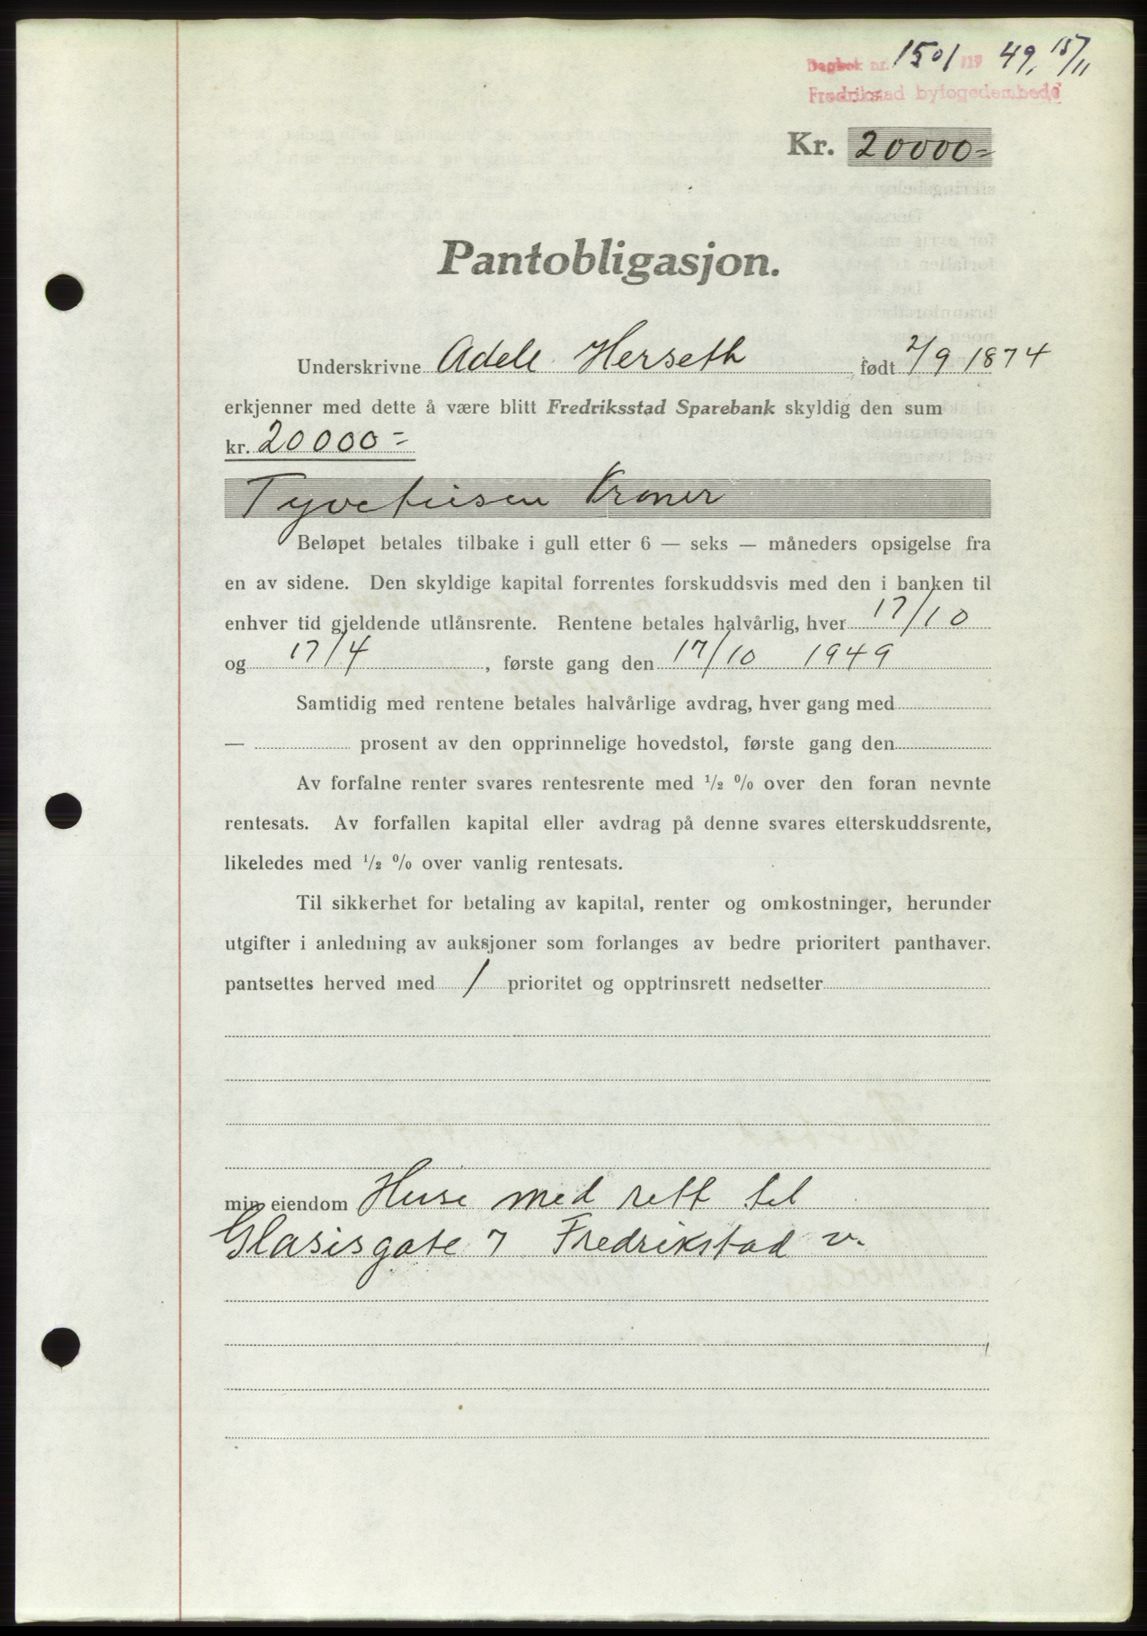 Dagbok nr. 1501 19 49, 15/11
Fredrikstad byfogedembede
Kr. 20000=
Pantobligasjon.
Underskrivne Adele Herseth, født 2/9 1874
erkjenner med dette å være blitt Fredriksstad Sparebank skyldig den sum
kr. 20000=
Tyvetusen Kroner
Beløpet betales tilbake i gull etter 6 — seks — måneders opsigelse fra
en av sidene. Den skyldige kapital forrentes forskuddsvis med den i banken til
enhver tid gjeldende utlånsrente. Rentene betales halvårlig, hver 17/10
og 17/4, første gang den 17/10 1949
Samtidig med rentene betales halvårlige avdrag, hver gang med
— prosent av den opprinnelige hovedstol, første gang den
Av forfalne renter svares rentesrente med ½ % over den foran nevnte
rentesats. Av forfallen kapital eller avdrag på denne svares etterskuddsrente,
likeledes med ½ % over vanlig rentesats.
Til sikkerhet for betaling av kapital, renter og omkostninger, herunder
utgifter i anledning av auksjoner som forlanges av bedre prioritert panthaver.
pantsettes herved med 1 prioritet og opptrinsrett nedsetter
min eiendom Huse med rett til
Glasisgate 7 Fredrikstad v.